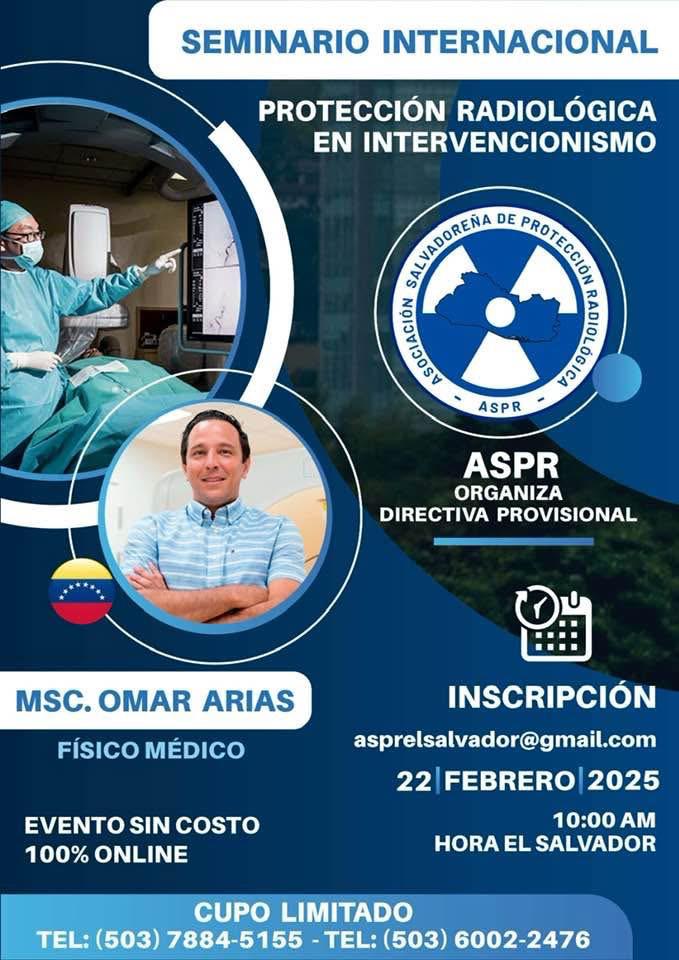 SEMINARIO INTERNACIONAL
PROTECCIÓN RADIOLÓGICA
EN INTERVENCIONISMO
ASOCIACIÓN SALVADOREÑA DE PROTECCIÓN RADIOLÓGICA
- ASPR -
ASPR
ORGANIZA
DIRECTIVA PROVISIONAL
MSC. OMAR ARIAS
FÍSICO MÉDICO
EVENTO SIN COSTO
100% ONLINE
INSCRIPCIÓN
asprelsalvador@gmail.com
22|FEBRERO|2025
10:00 AM
HORA EL SALVADOR
CUPO LIMITADO
TEL: (503) 7884-5155 - TEL: (503) 6002-2476